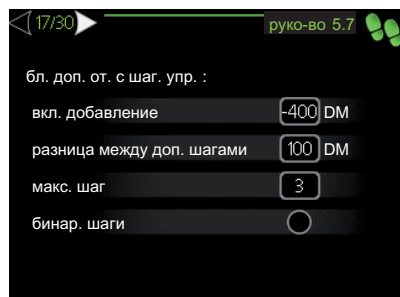 17/30
руко-во 5.7
бл. доп. от. с шаг. упр. :
вкл. добавление -400 DM
разница между доп. шагами 100 DM
макс. шаг 3
бинар. шаги